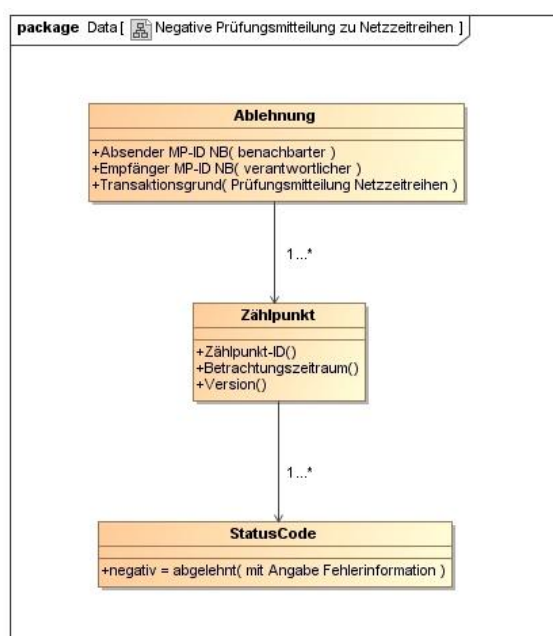 package Data [ Negative Prüfungsmitteilung zu Netzzeitreihen ]
Ablehnung
+Absender MP-ID NB( benachbarter )
+Empfänger MP-ID NB( verantwortlicher )
+Transaktionsgrund( Prüfungsmitteilung Netzzeitreihen )
1...*
Zählpunkt
+Zählpunkt-ID()
+Betrachtungszeitraum()
+Version()
1...*
StatusCode
+negativ = abgelehnt( mit Angabe Fehlerinformation )